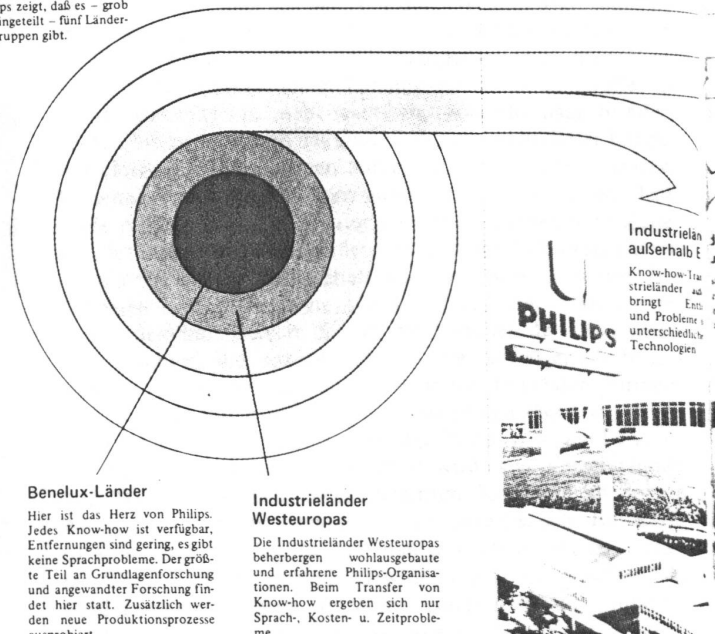 ps zeigt, daß es – grob
ingeteilt – fünf Länder-
ruppen gibt.
Industrielän
außerhalb E
Know-how-Tra
strieländer
bringt
und Probleme
unterschiedliche
Technologien
PHILIPS
Benelux-Länder
Hier ist das Herz von Philips.
Jedes Know-how ist verfügbar,
Entfernungen sind gering, es gibt
keine Sprachprobleme. Der größ-
te Teil an Grundlagenforschung
und angewandter Forschung fin-
det hier statt. Zusätzlich wer-
den neue Produktionsprozesse
ausprobiert
Industrieländer
Westeuropas
Die Industrieländer Westeuropas
beherbergen wohlausgebaute
und erfahrene Philips-Organisa-
tionen. Beim Transfer von
Know-how ergeben sich nur
Sprach-, Kosten- u. Zeitproble-
me